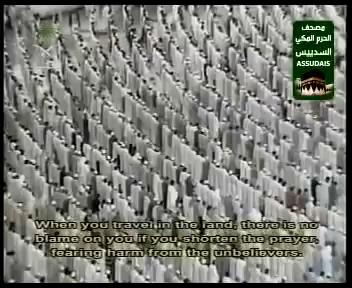 مصحف
الحرم المكي
السديس
ASSUDAIS
When you travel in the land, there is no
blame on you if you shorten the prayer,
fearing harm from the unbelievers.